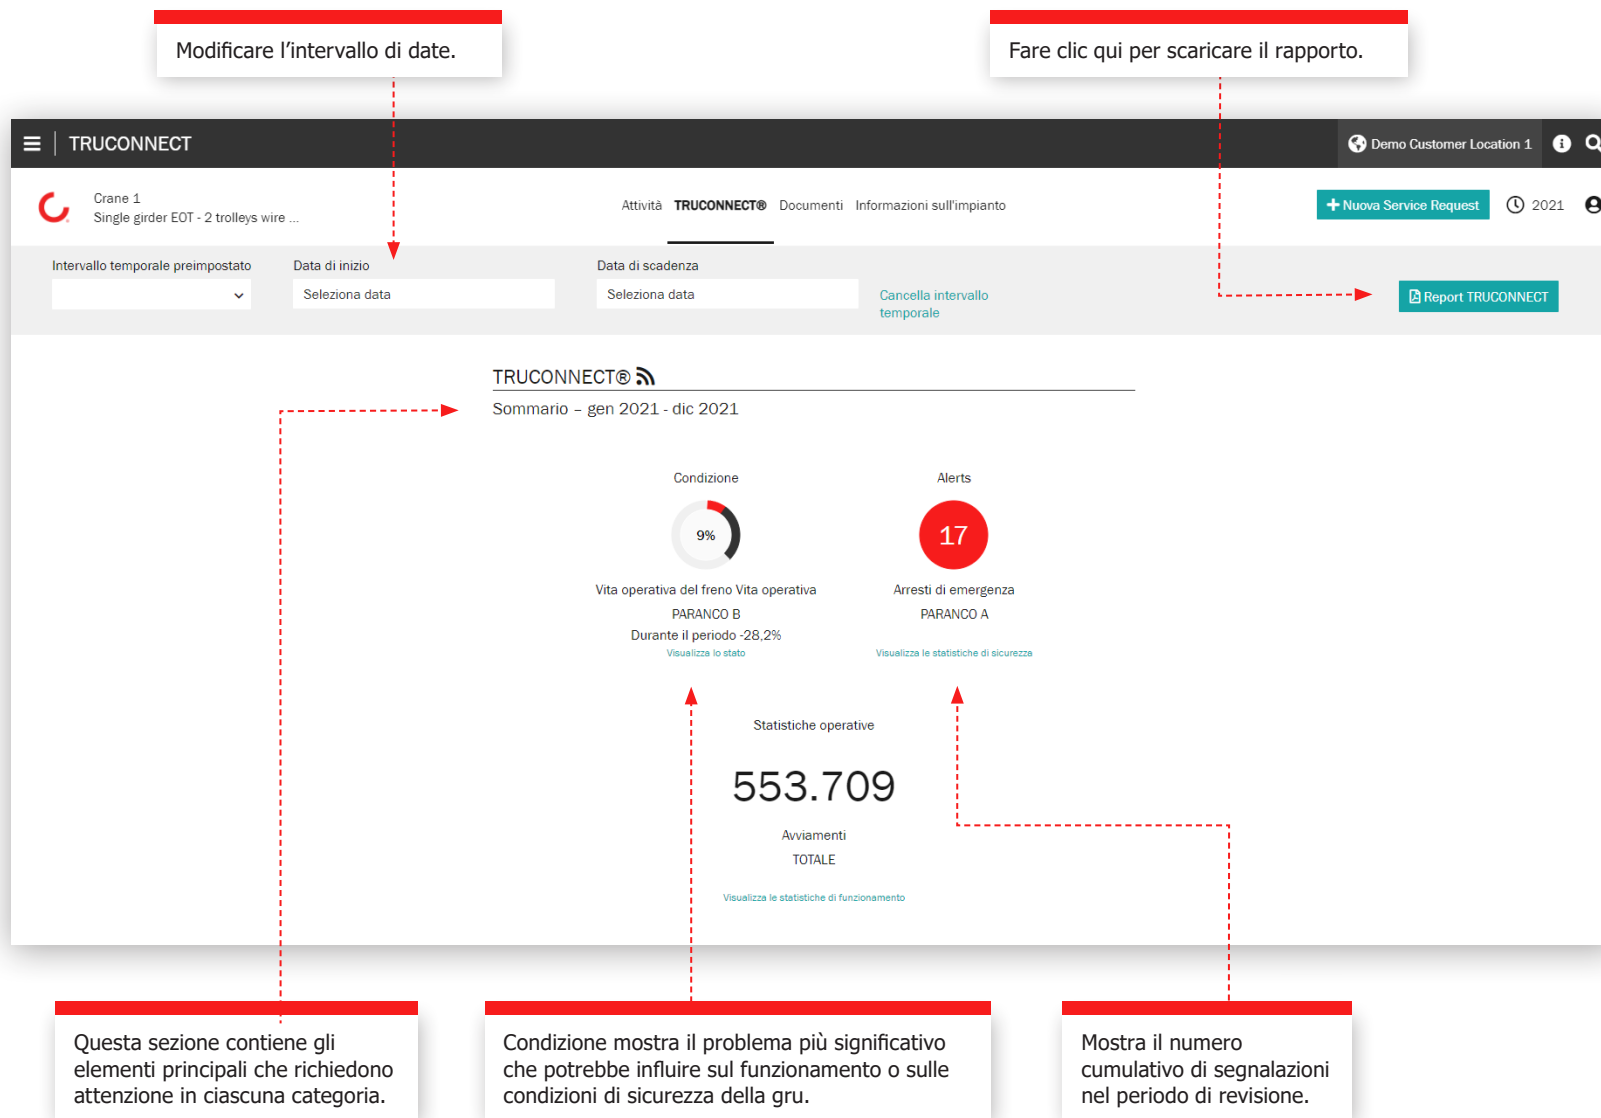 Modificare l'intervallo di date.
Fare clic qui per scaricare il rapporto.
TRUCONNECT
Demo Customer Location 1
Crane 1
Single girder EOT - 2 trolleys wire ...
Attività TRUCONNECT® Documenti Informazioni sull'impianto
+ Nuova Service Request
2021
Intervallo temporale preimpostato
Data di inizio
Data di scadenza
Seleziona data
Seleziona data
Cancella intervallo
temporale
Report TRUCONNECT
TRUCONNECT®
Sommario – gen 2021 - dic 2021
Condizione
Alerts
9%
17
Vita operativa del freno Vita operativa
PARANCO B
Durante il periodo -28,2%
Visualizza lo stato
Arresti di emergenza
PARANCO A
Visualizza le statistiche di sicurezza
Statistiche operative
553.709
Avviamenti
TOTALE
Visualizza le statistiche di funzionamento
Questa sezione contiene gli
elementi principali che richiedono
attenzione in ciascuna categoria.
Condizione mostra il problema più significativo
che potrebbe influire sul funzionamento o sulle
condizioni di sicurezza della gru.
Mostra il numero
cumulativo di segnalazioni
nel periodo di revisione.